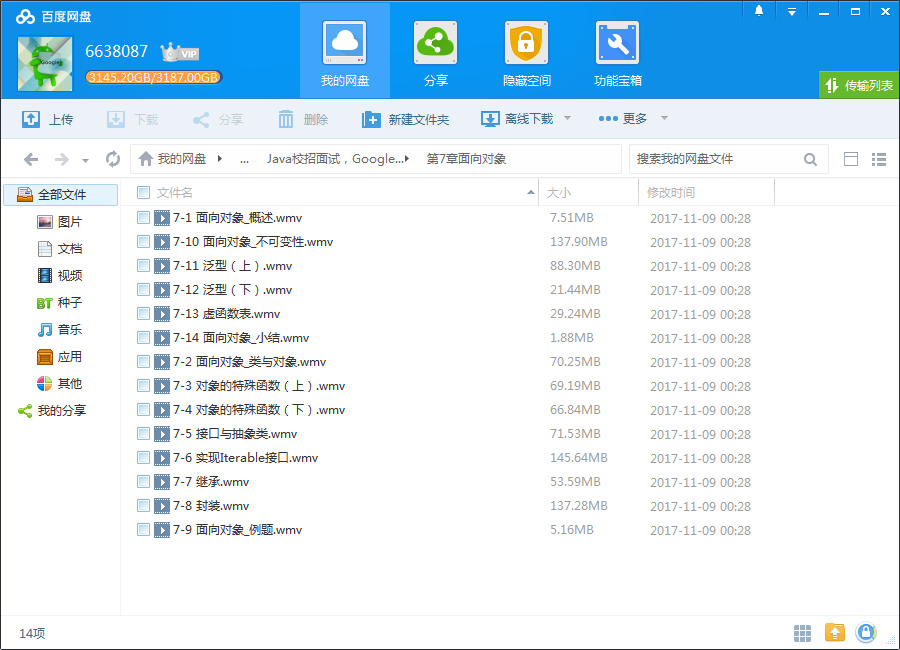 百度网盘
6638087 VIP
3145.20GB/3187.00GB
我的网盘 分享 隐藏空间 功能宝箱
传输列表
上传 下载 分享 删除 新建文件夹 离线下载 更多
我的网盘 ... Java校招面试，Google... 第7章面向对象 搜索我的网盘文件
全部文件
图片
文档
视频
BT 种子
音乐
应用
其他
我的分享
文件名 大小 修改时间
7-1 面向对象_概述.wmv 7.51MB 2017-11-09 00:28
7-10 面向对象_不可变性.wmv 137.90MB 2017-11-09 00:28
7-11 泛型（上）.wmv 88.30MB 2017-11-09 00:28
7-12 泛型（下）.wmv 21.44MB 2017-11-09 00:28
7-13 虚函数表.wmv 29.24MB 2017-11-09 00:28
7-14 面向对象_小结.wmv 1.88MB 2017-11-09 00:28
7-2 面向对象_类与对象.wmv 70.25MB 2017-11-09 00:28
7-3 对象的特殊函数（上）.wmv 69.19MB 2017-11-09 00:28
7-4 对象的特殊函数（下）.wmv 66.84MB 2017-11-09 00:28
7-5 接口与抽象类.wmv 71.53MB 2017-11-09 00:28
7-6 实现Iterable接口.wmv 145.64MB 2017-11-09 00:28
7-7 继承.wmv 53.59MB 2017-11-09 00:28
7-8 封装.wmv 137.28MB 2017-11-09 00:28
7-9 面向对象_例题.wmv 5.16MB 2017-11-09 00:28
14项